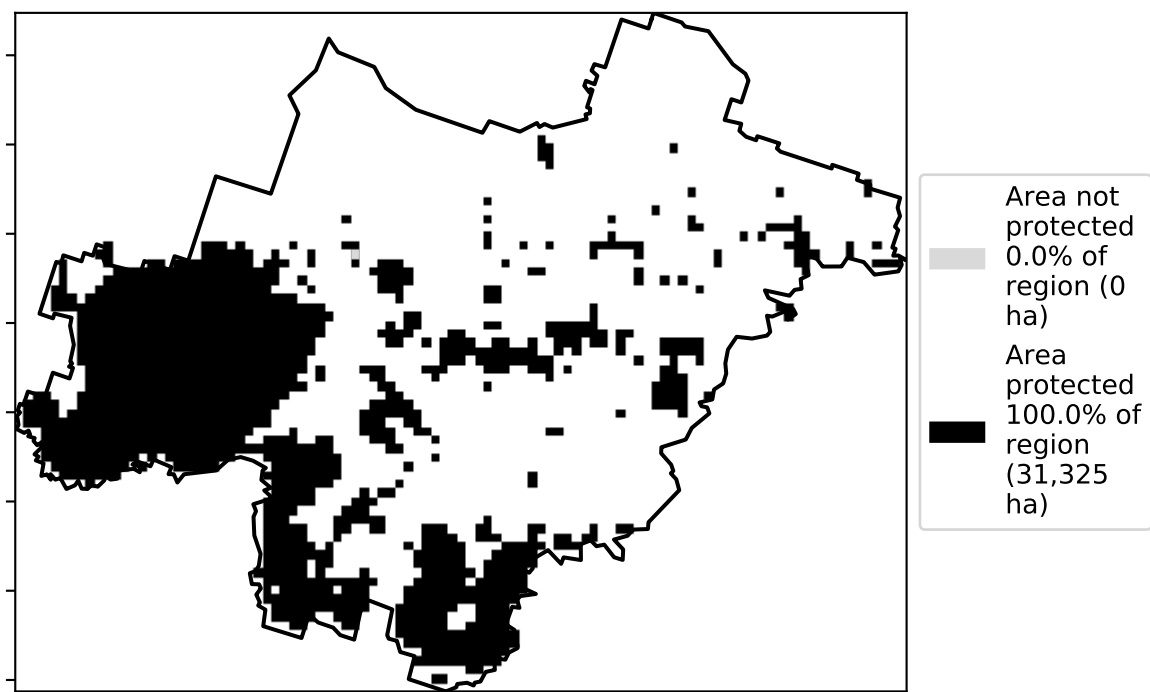 Area not
protected
0.0% of
region (0
ha)
Area
protected
100.0% of
region
(31,325
ha)